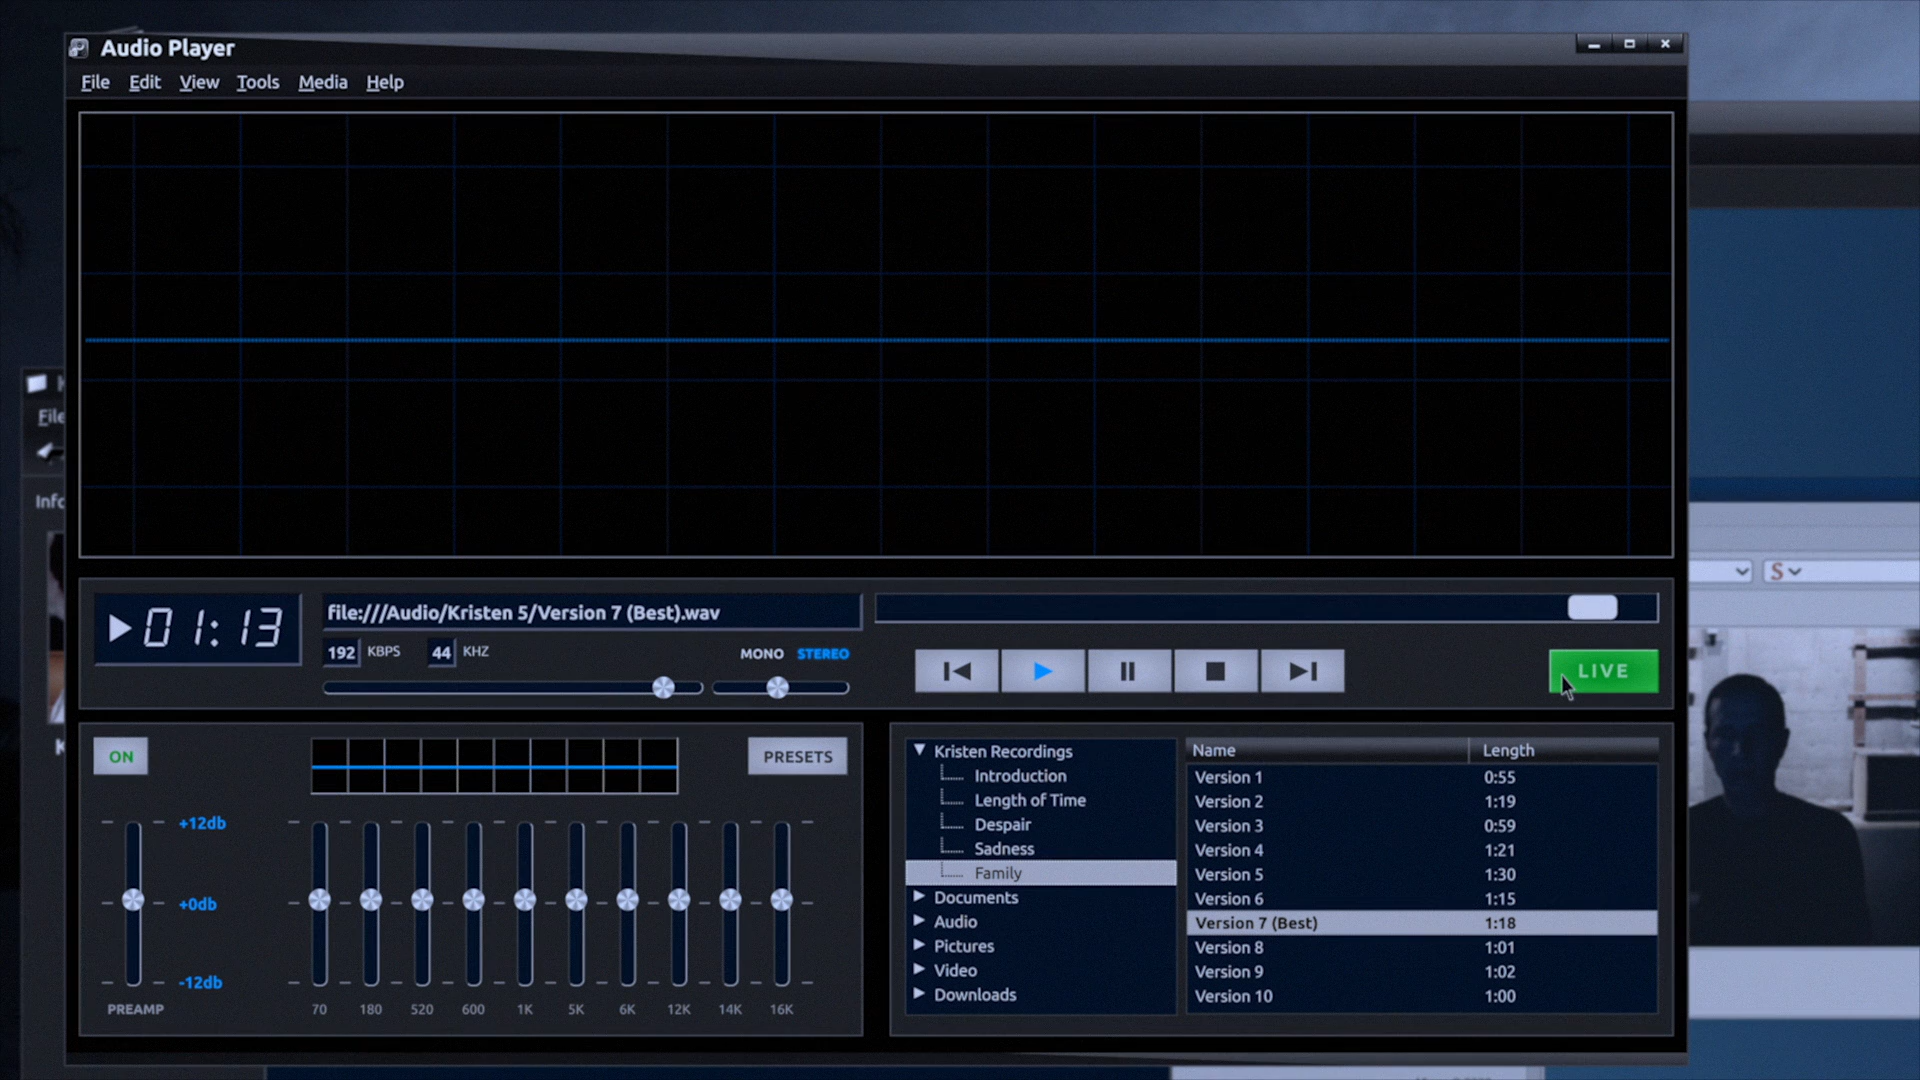 Audio Player
File Edit View Tools Media Help
File
Info
01:13
file:///Audio/Kristen 5/Version 7 (Best).wav
192 KBPS 44 KHZ
MONO STEREO
LIVE
S
ON
PRESETS
+12db
+0db
-12db
PREAMP 70 180 520 600 1K 5K 6K 12K 14K 16K
Kristen Recordings
Introduction
Length of Time
Despair
Sadness
Family
Documents
Audio
Pictures
Video
Downloads
Name Length
Version 1 0:55
Version 2 1:19
Version 3 0:59
Version 4 1:21
Version 5 1:30
Version 6 1:15
Version 7 (Best) 1:18
Version 8 1:01
Version 9 1:02
Version 10 1:00